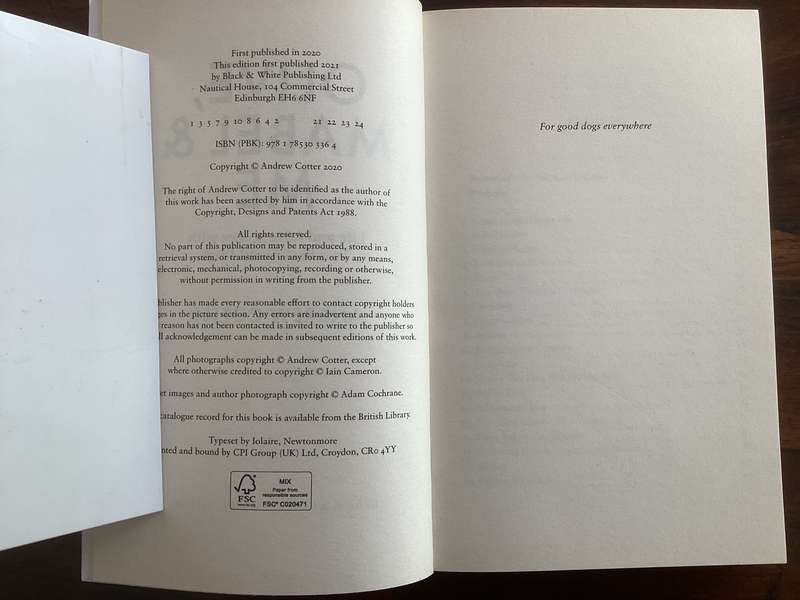 First published in 2020
This edition first published 2021
by Black & White Publishing Ltd
Nautical House, 104 Commercial Street
Edinburgh EH6 6NF
1 3 5 7 9 10 8 6 4 2 21 22 23 24
ISBN (PBK): 978 1 78530 336 4
Copyright © Andrew Cotter 2020
The right of Andrew Cotter to be identified as the author of
this work has been asserted by him in accordance with the
Copyright, Designs and Patents Act 1988.
All rights reserved.
No part of this publication may be reproduced, stored in a
retrieval system, or transmitted in any form, or by any means,
electronic, mechanical, photocopying, recording or otherwise,
without permission in writing from the publisher.
blisher has made every reasonable effort to contact copyright holders
ges in the picture section. Any errors are inadvertent and anyone who
reason has not been contacted is invited to write to the publisher so
ll acknowledgement can be made in subsequent editions of this work.
All photographs copyright © Andrew Cotter, except
where otherwise credited to copyright © Iain Cameron.
et images and author photograph copyright © Adam Cochrane.
catalogue record for this book is available from the British Library.
Typeset by Iolaire, Newtonmore
nted and bound by CPI Group (UK) Ltd, Croydon, CR0 4YY
FSC
www.fsc.org
MIX
Paper from
responsible sources
FSC® C020471
For good dogs everywhere